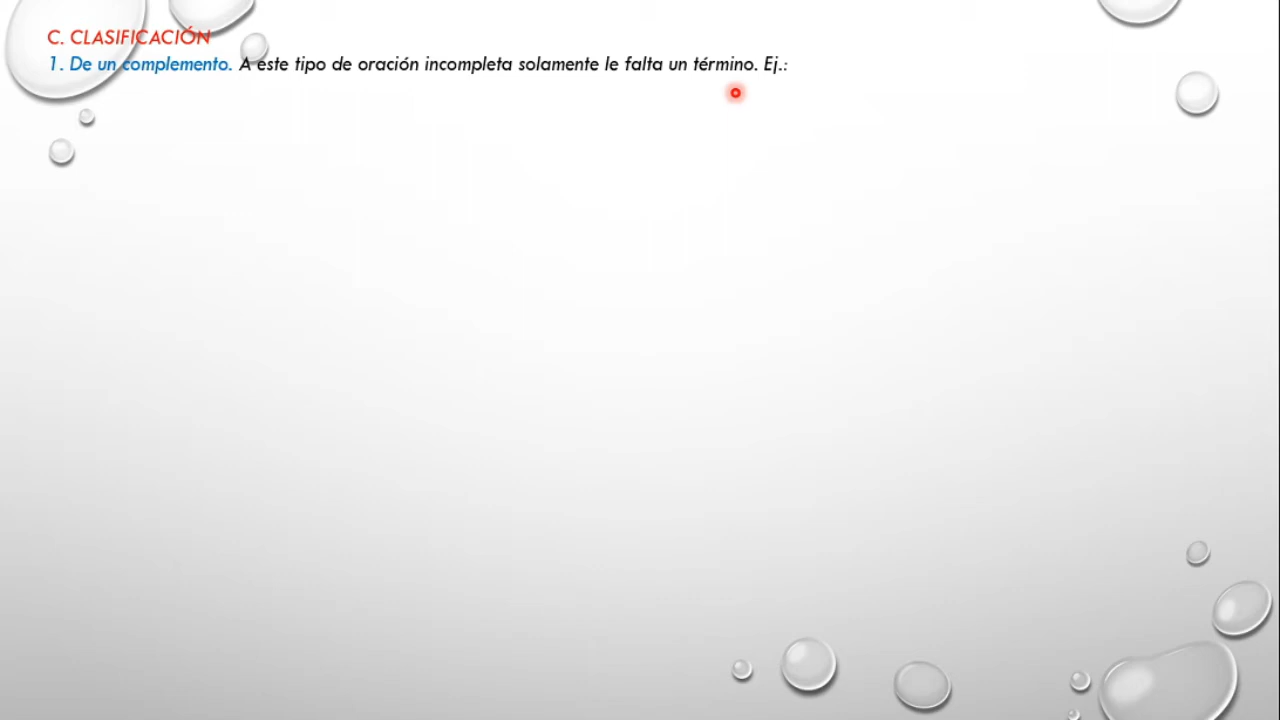 C. CLASIFICACIÓN
1. De un complemento. A este tipo de oración incompleta solamente le falta un término. Ej.: